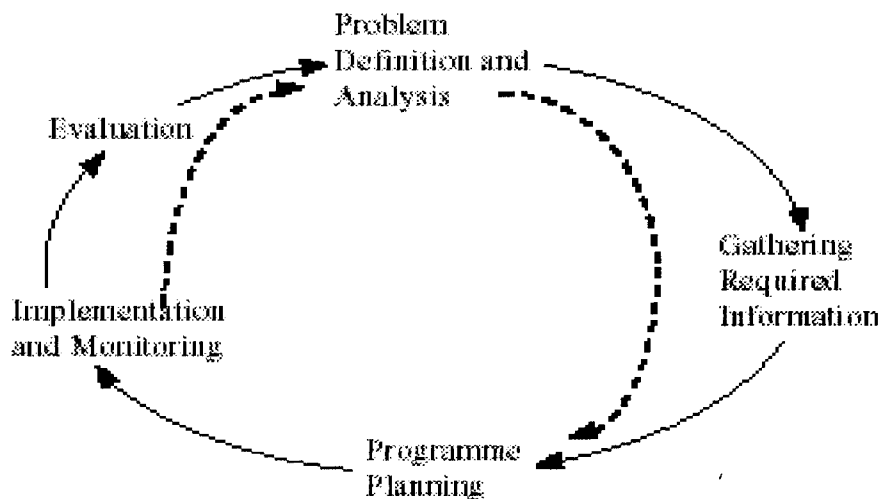 Problem
Definition and
Analysis
Evaluation
Gathering
Required
Information
Implementation
and Monitoring
Programme
Planning